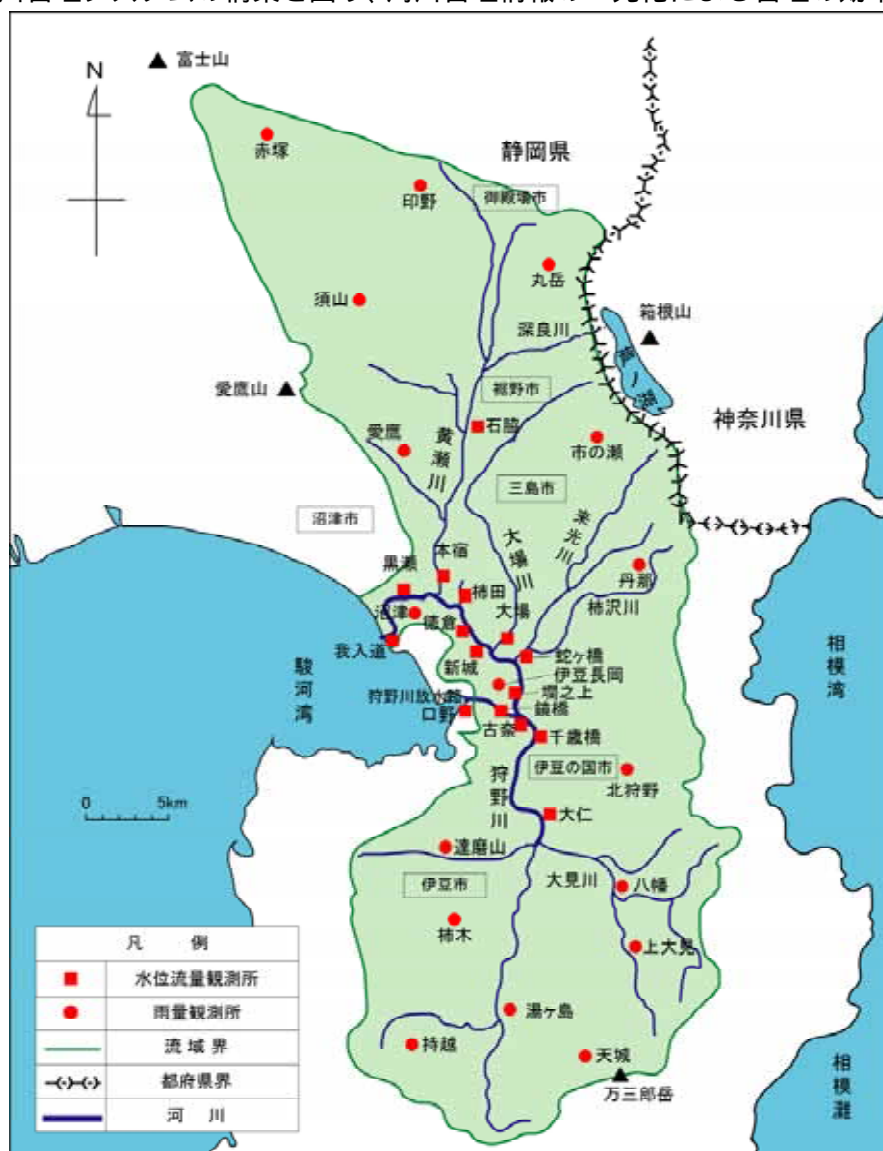 富士山
N
赤塚
静岡県
印野
御殿場市
丸岳
須山
箱根山
深良川
芦ノ湖
愛鷹山
裾野市
神奈川県
石脇
愛鷹
黄瀬川
市の瀬
三島市
沼津市
来光川
大場川
本宿
黒瀬
丹那
柿田
沼津
大場
柿沢川
徳倉
我入道
新城
蛇ヶ橋
相模湾
駿河湾
伊豆長岡
狩野川放水路
墹之上
口野
鏡橋
古奈
千歳橋
狩野川
伊豆の国市
北狩野
0 5km
大仁
達磨山
大見川
八幡
伊豆市
柿木
上大見
凡 例
水位流量観測所
雨量観測所
流域界
都府県界
河 川
湯ヶ島
持越
天城
万三郎岳
相模灘